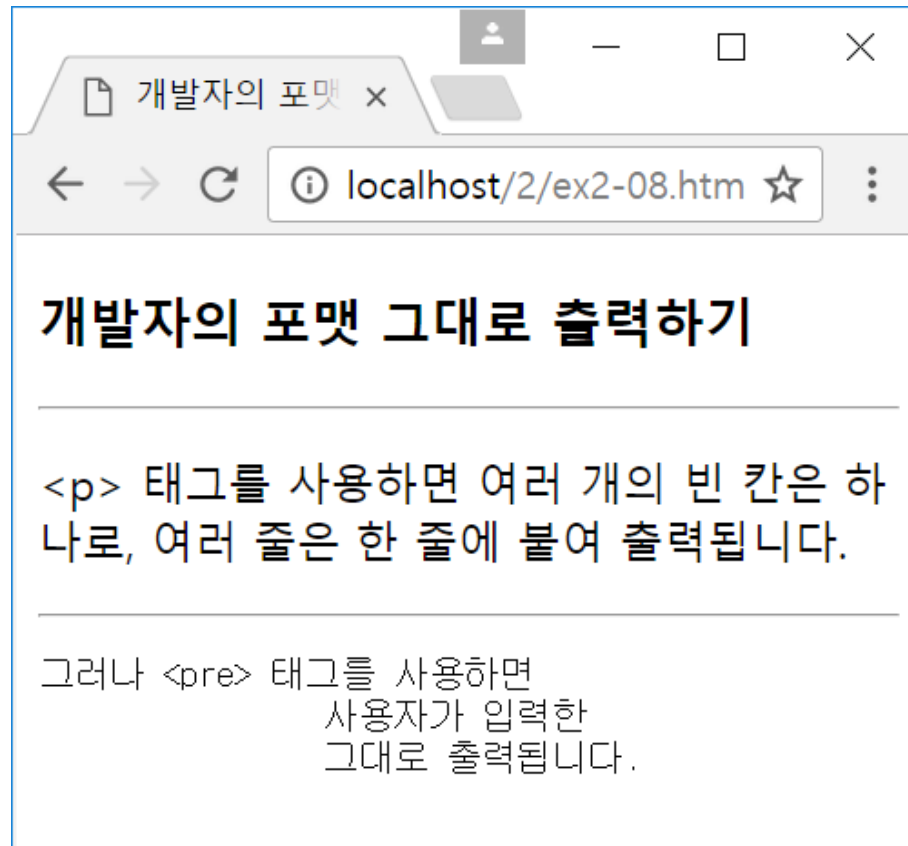 개발자의 포맷
localhost/2/ex2-08.htm
개발자의 포맷 그대로 출력하기
<p> 태그를 사용하면 여러 개의 빈 칸은 하
나로, 여러 줄은 한 줄에 붙여 출력됩니다.
그러나 <pre> 태그를 사용하면
사용자가 입력한
그대로 출력됩니다.